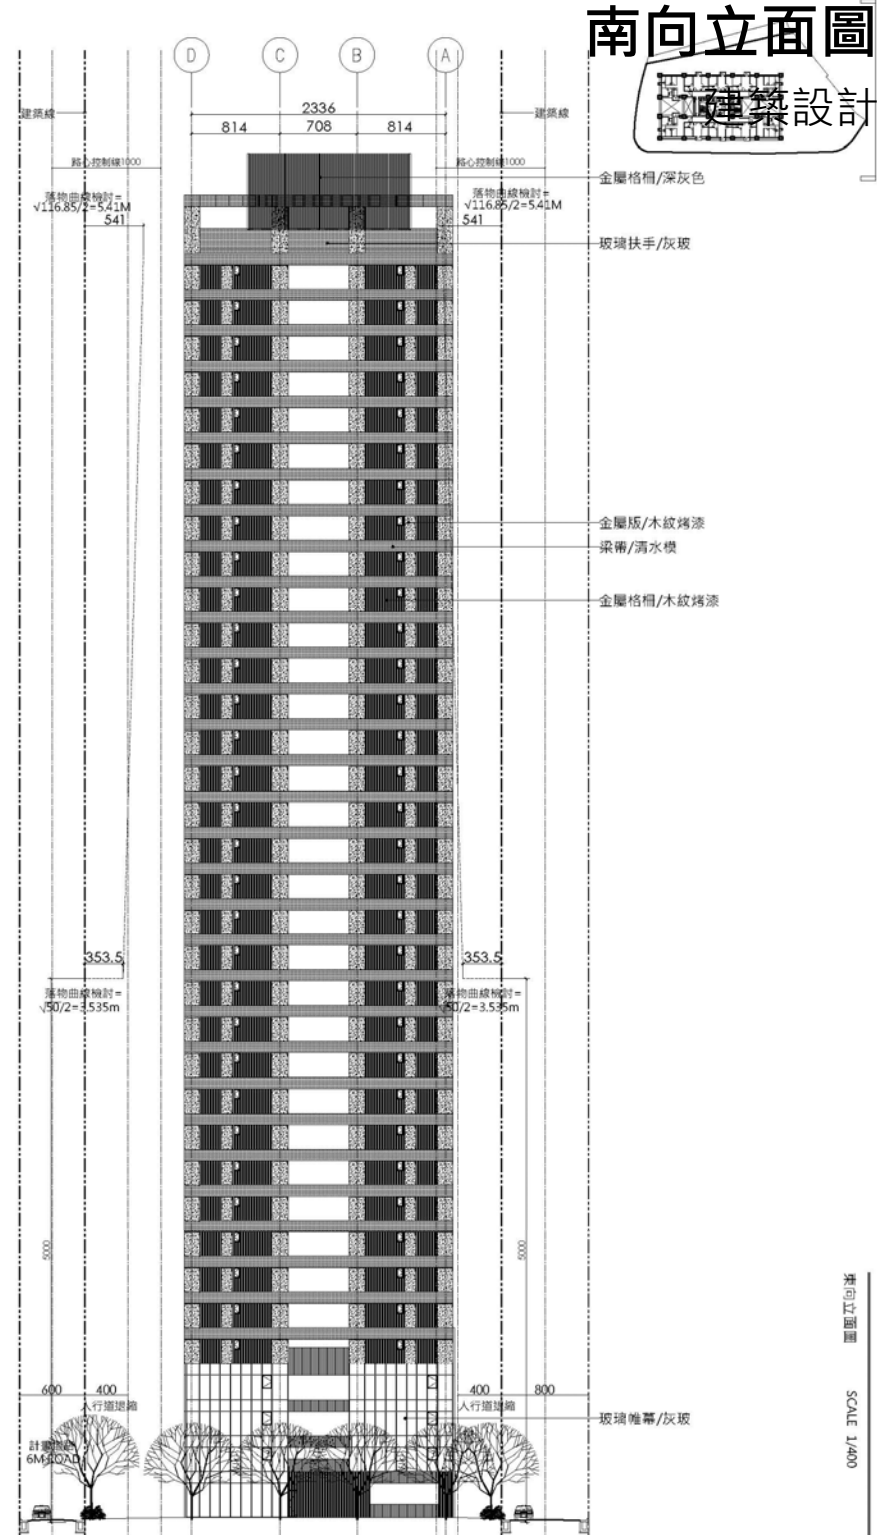 南向立面圖
建築設計
D
C
B
A
2336
814
708
814
建築線
建築線
路心控制線1000
路心控制線1000
落物曲線檢討=
√116.85/2=5.41M
541
落物曲線檢討=
√116.85/2=5.41M
541
金屬格柵/深灰色
玻璃扶手/灰玻
金屬版/木紋烤漆
梁帶/清水模
金屬格柵/木紋烤漆
353.5
落物曲線檢討=
√50/2=3.535m
353.5
落物曲線檢討=
√50/2=3.535m
5000
5000
600
400
人行道退縮
400
800
人行道退縮
玻璃帷幕/灰玻
6M ROAD
東向立面圖
SCALE 1/400